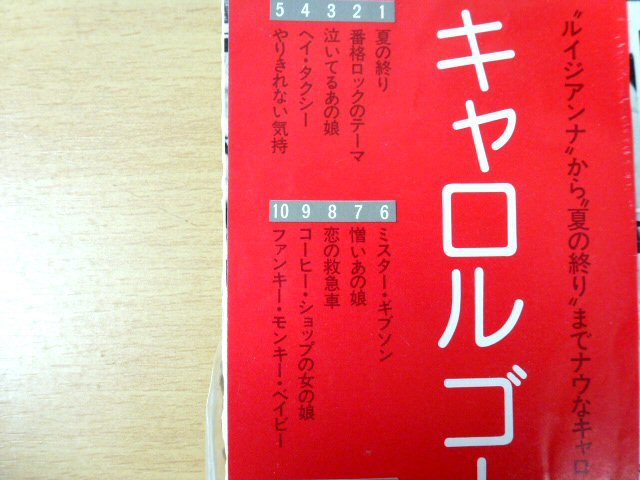 "ルイジアンナ"から"夏の終り"までナウなキャロ
キャロル ゴー
1 夏の終り
2 番格ロックのテーマ
3 泣いてるあの娘
4 ヘイ・タクシー
5 やりきれない気持
6 ミスター・ギブソン
7 憎いあの娘
8 恋の救急車
9 コーヒー・ショップの女の娘
10 ファンキー・モンキー・ベイビー